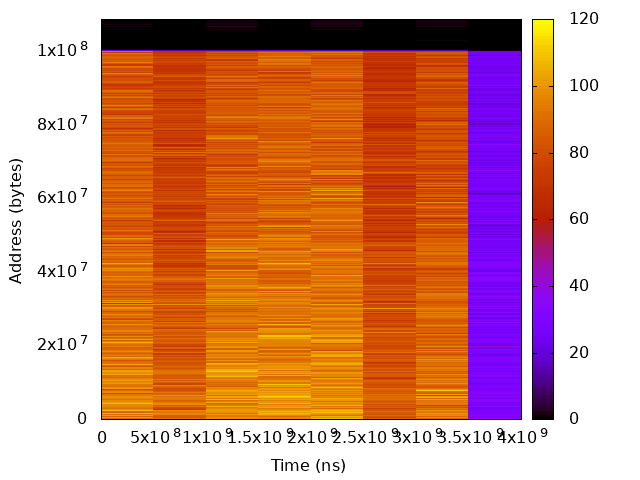 120
1x10⁸
100
8x10⁷
Address (bytes)
80
6x10⁷
60
4x10⁷
40
2x10⁷
20
0
0
0 5x10⁸ 1x10⁹ 1.5x10⁹ 2x10⁹ 2.5x10⁹ 3x10⁹ 3.5x10⁹ 4x10⁹
Time (ns)